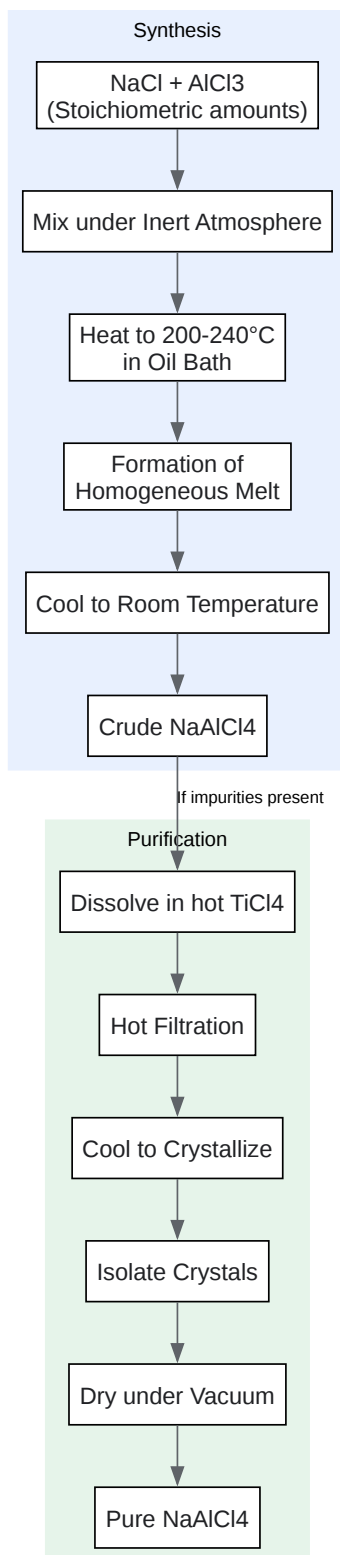 Synthesis
NaCl + AlCl3
(Stoichiometric amounts)
Mix under Inert Atmosphere
Heat to 200-240°C
in Oil Bath
Formation of
Homogeneous Melt
Cool to Room Temperature
Crude NaAlCl4
If impurities present
Purification
Dissolve in hot TiCl4
Hot Filtration
Cool to Crystallize
Isolate Crystals
Dry under Vacuum
Pure NaAlCl4